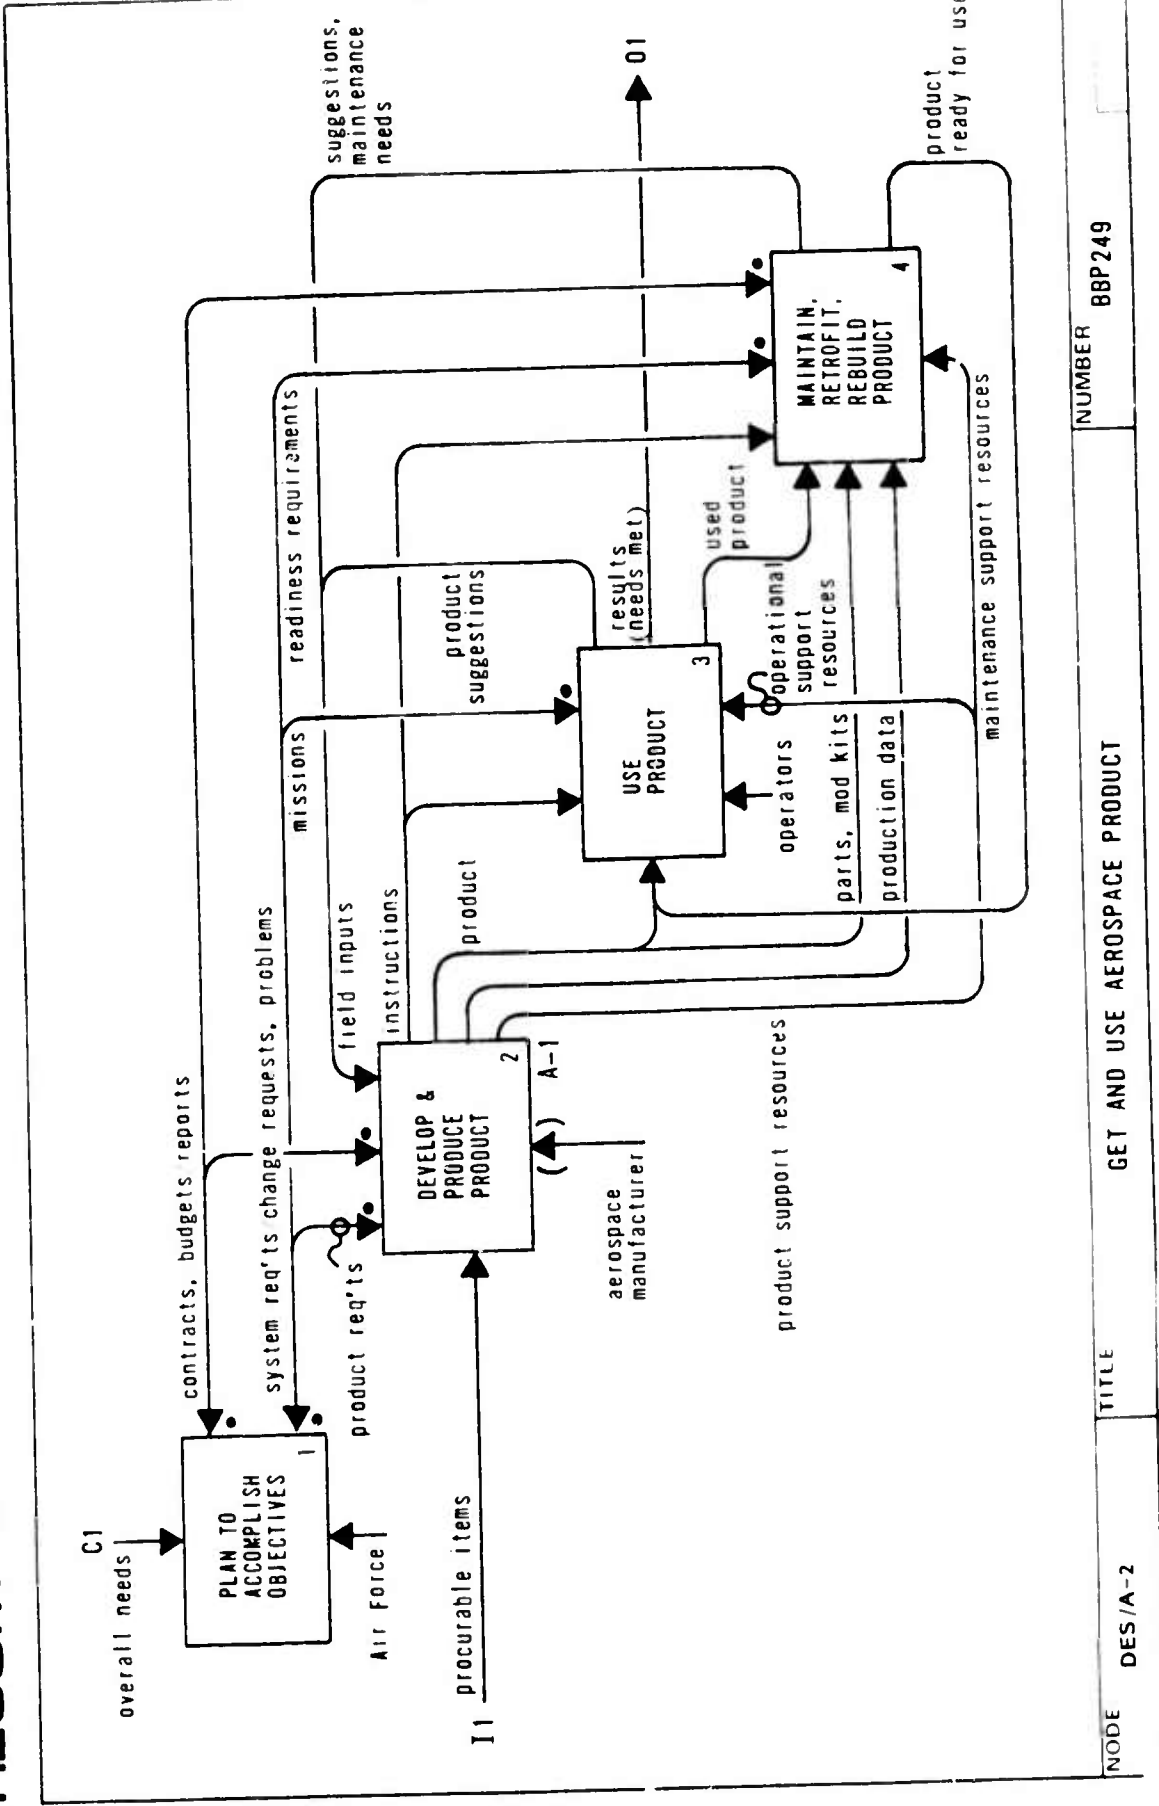 C1
overall needs
PLAN TO
ACCOMPLISH
OBJECTIVES
1
Air Force
I1
procurable items
contracts, budgets reports
system req'ts change requests, problems
product req'ts
DEVELOP &
PRODUCE
PRODUCT
2
A-1
( )
aerospace
manufacturer
field inputs
instructions
product
product support resources
missions
readiness requirements
product
suggestions
USE
PRODUCT
3
operators
operational
support
resources
results
(needs met)
used
product
parts, mod kits
production data
maintenance support resources
MAINTAIN,
RETROFIT,
REBUILD
PRODUCT
4
suggestions,
maintenance
needs
O1
product
ready for use
NODE
DES/A-2
TITLE
GET AND USE AEROSPACE PRODUCT
NUMBER
BBP249